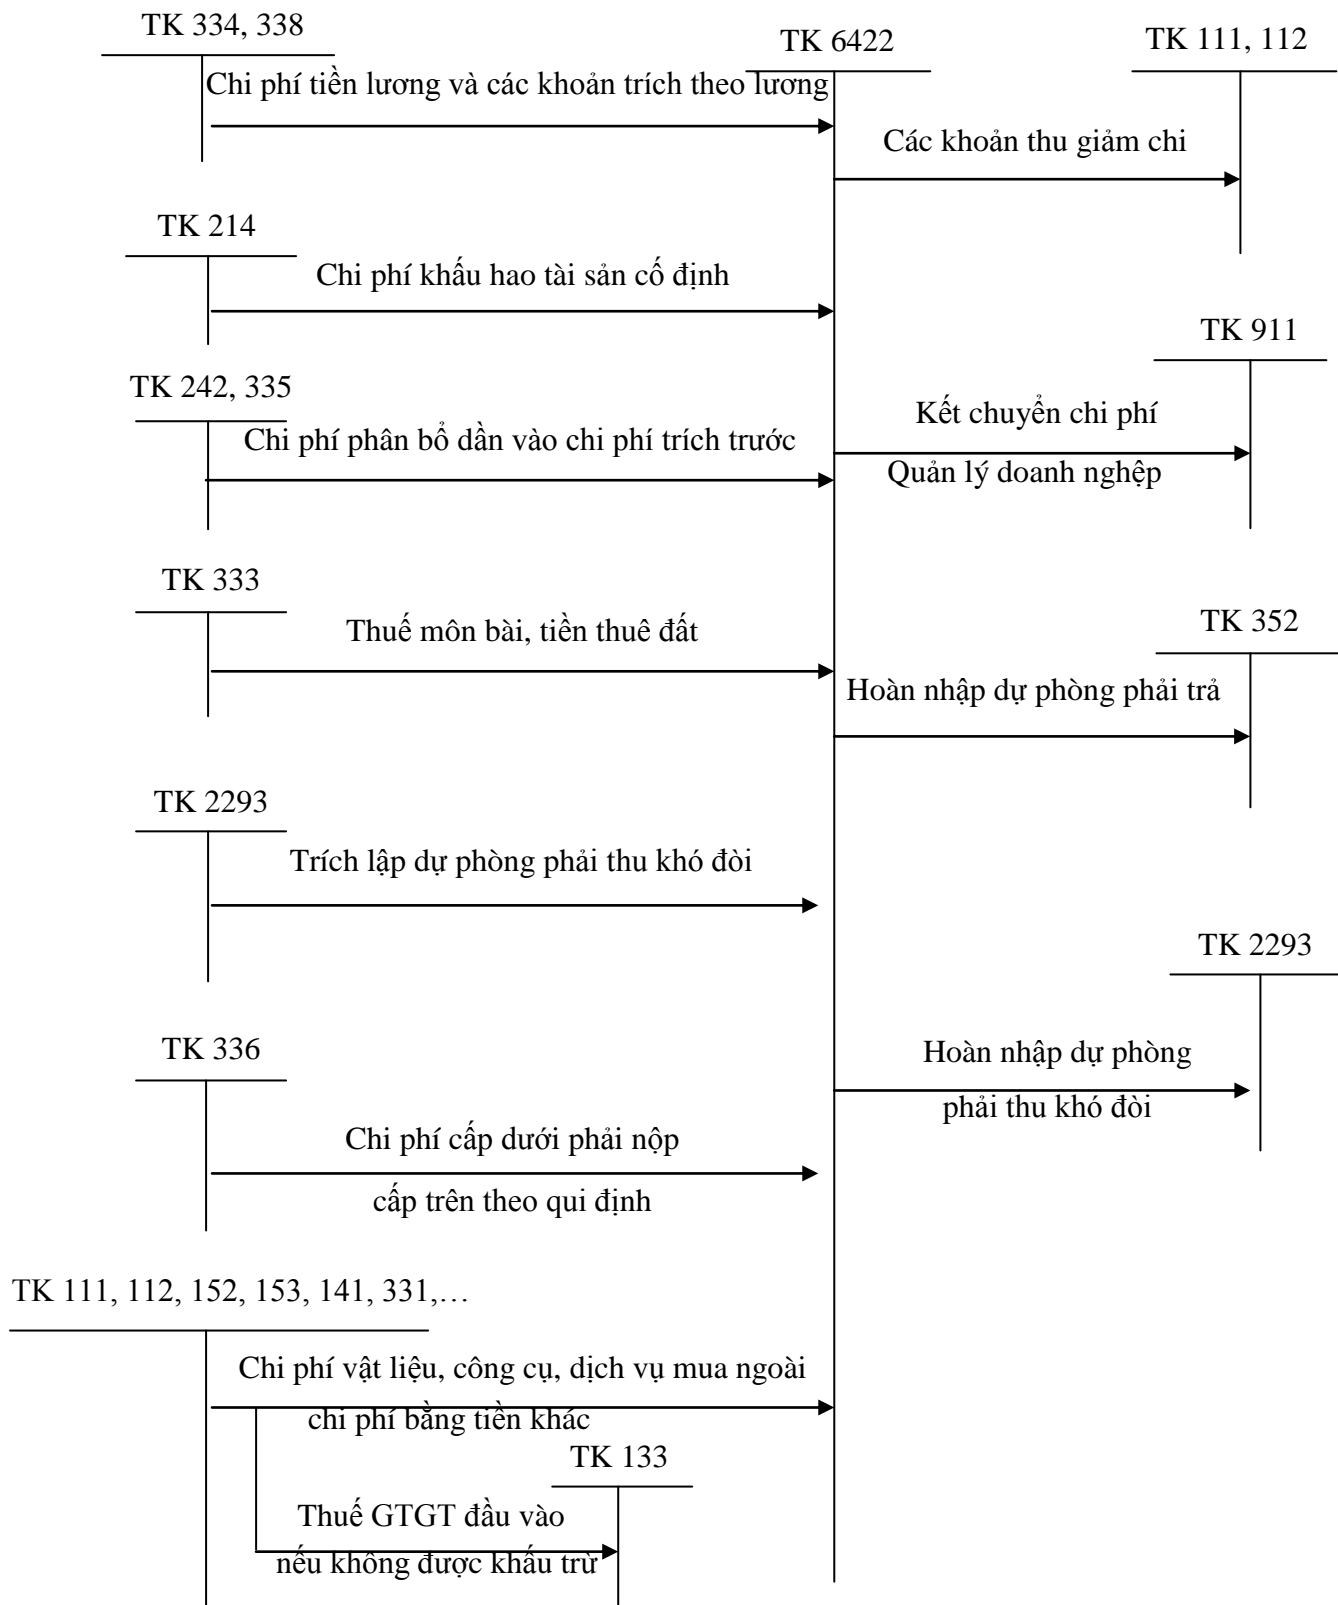 TK 334, 338
TK 6422
TK 111, 112
Chi phí tiền lương và các khoản trích theo lương
Các khoản thu giảm chi
TK 214
Chi phí khấu hao tài sản cố định
TK 911
TK 242, 335
Kết chuyển chi phí
Chi phí phân bổ dần vào chi phí trích trước
Quản lý doanh nghệp
TK 333
Thuế môn bài, tiền thuê đất
TK 352
Hoàn nhập dự phòng phải trả
TK 2293
Trích lập dự phòng phải thu khó đòi
TK 2293
TK 336
Hoàn nhập dự phòng
phải thu khó đòi
Chi phí cấp dưới phải nộp
cấp trên theo qui định
TK 111, 112, 152, 153, 141, 331,…
Chi phí vật liệu, công cụ, dịch vụ mua ngoài
chi phí bằng tiền khác
TK 133
Thuế GTGT đầu vào
nếu không được khấu trừ